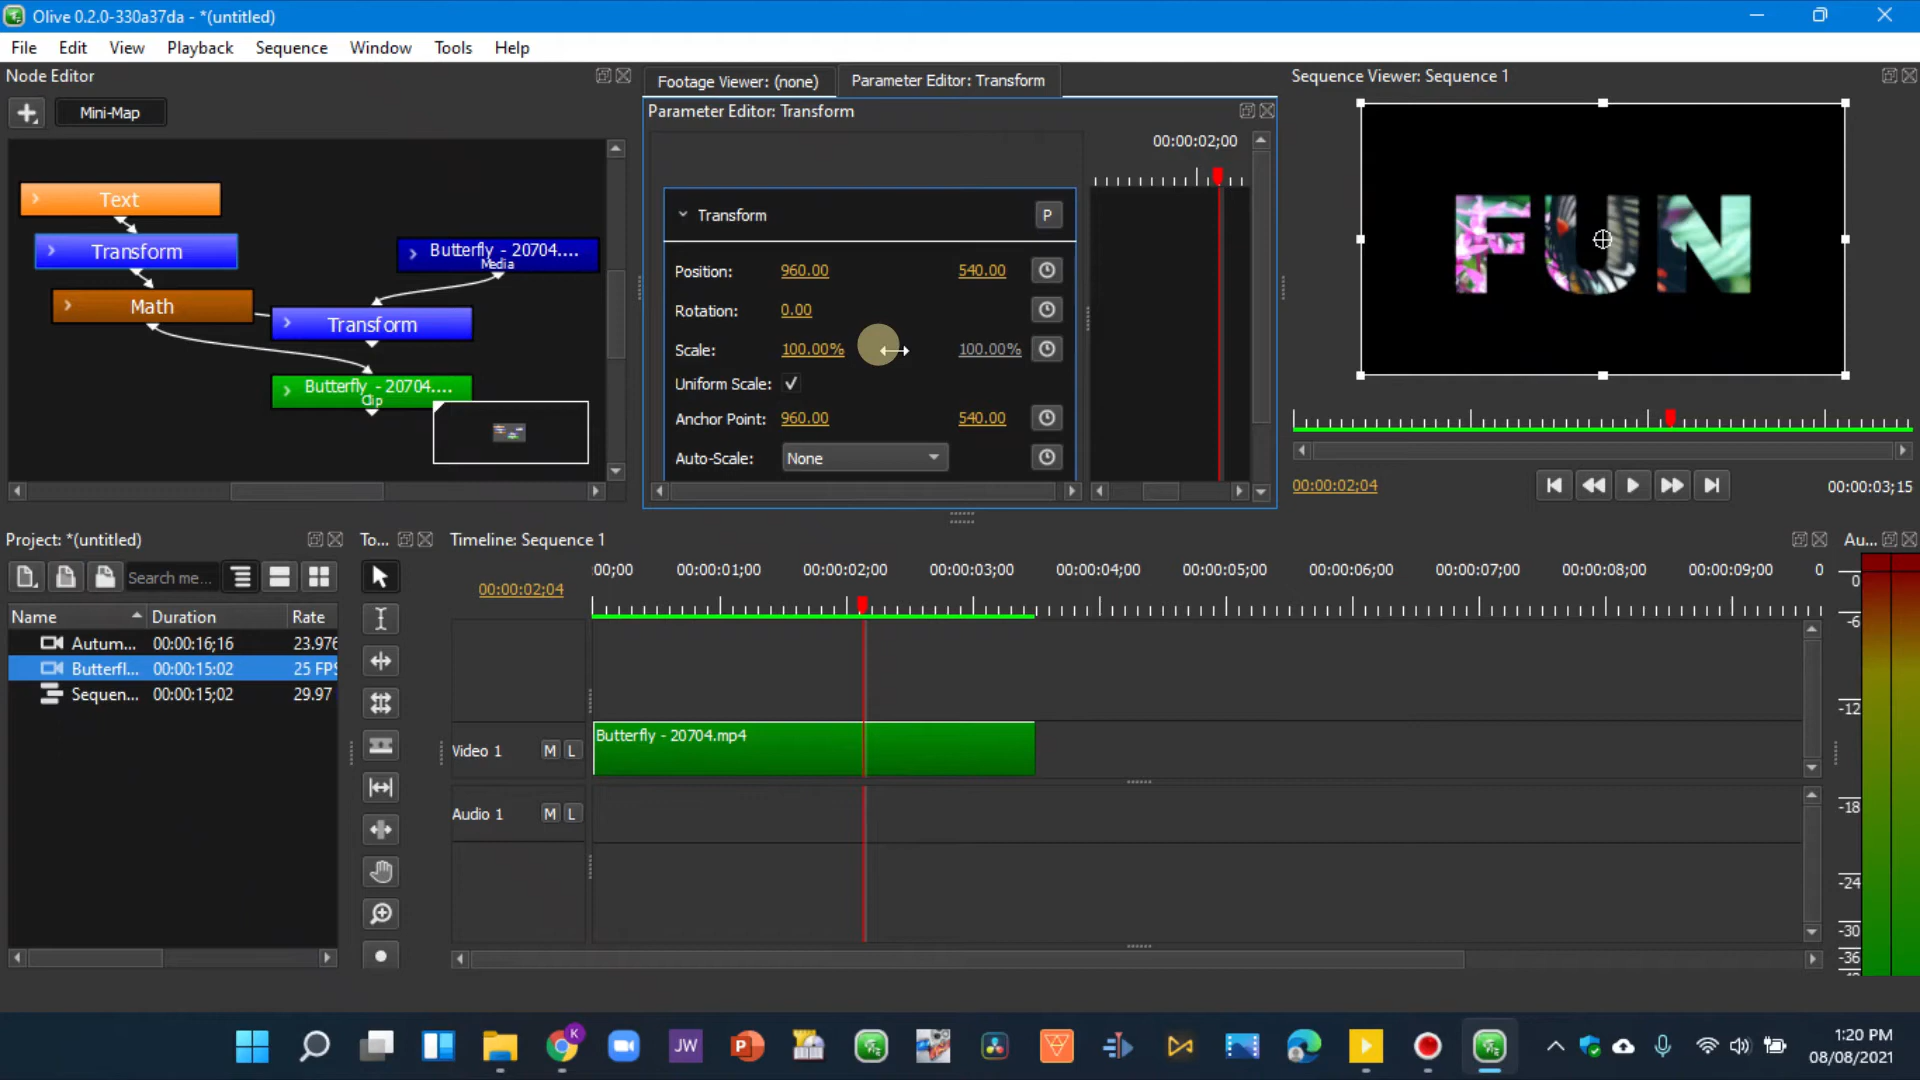 Olive 0.2.0-330a37da - *(untitled)
File Edit View Playback Sequence Window Tools Help
Node Editor
Mini-Map
Text
Transform
Math
Butterfly - 20704....
Media
Transform
Butterfly - 20704....
Clip
Footage Viewer: (none)
Parameter Editor: Transform
Parameter Editor: Transform
00:00:02;00
Transform
P
Position: 960.00 540.00
Rotation: 0.00
Scale: 100.00% 100.00%
Uniform Scale:
Anchor Point: 960.00 540.00
Auto-Scale: None
Sequence Viewer: Sequence 1
FUN
00:00:02;04
00:00:03;15
Project: *(untitled)
Search me...
Name Duration Rate
Autum... 00:00:16;16 23.976
Butterfl... 00:00:15:02 25 FPS
Sequen... 00:00:15;02 29.97
To...
Timeline: Sequence 1
00:00:02;04
:00;00 00:00:01;00 00:00:02;00 00:00:03;00 00:00:04;00 00:00:05;00 00:00:06;00 00:00:07;00 00:00:08;00 00:00:09;00 0
Video 1 M L
Butterfly - 20704.mp4
Audio 1 M L
Au...
0
-6
-12
-18
-24
-30
-36
K
JW
P
1:20 PM
08/08/2021